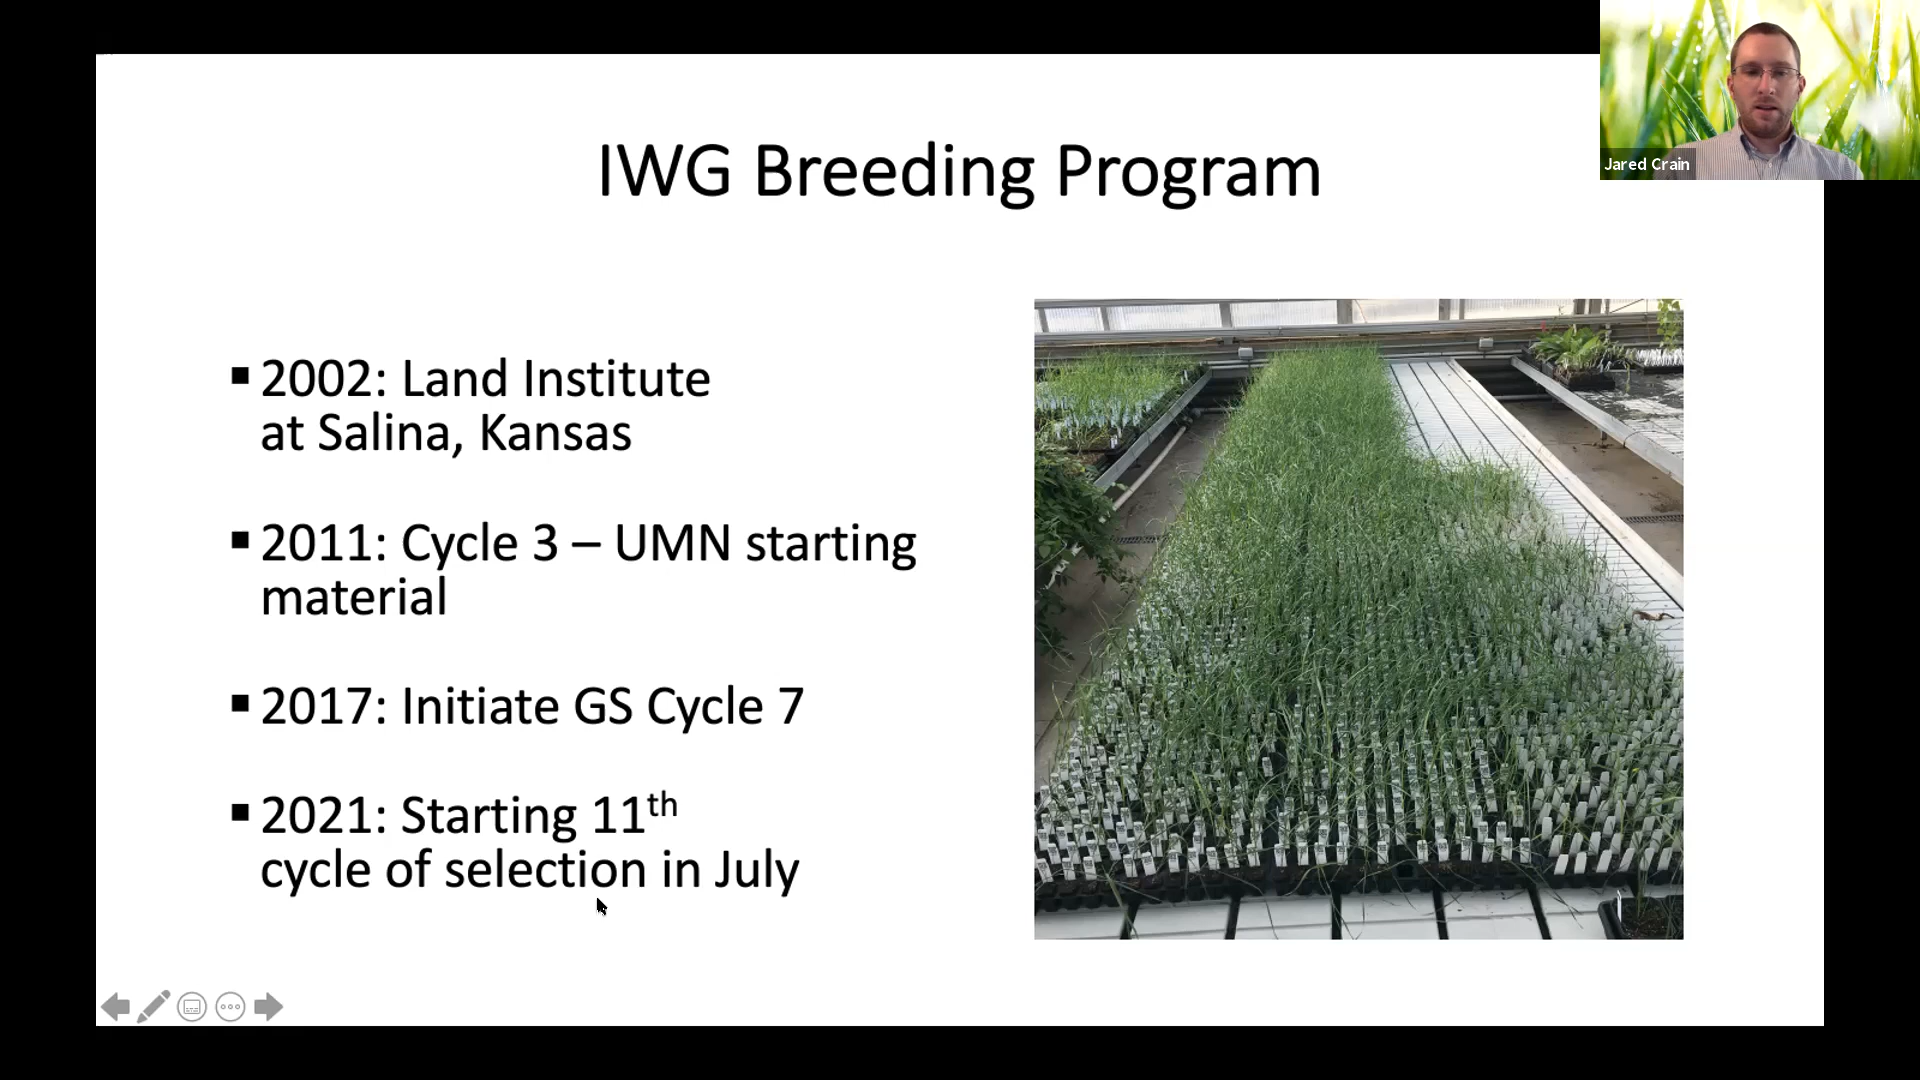 Jared Crain
IWG Breeding Program
▪ 2002: Land Institute
at Salina, Kansas
▪ 2011: Cycle 3 – UMN starting
material
▪ 2017: Initiate GS Cycle 7
▪ 2021: Starting 11th
cycle of selection in July